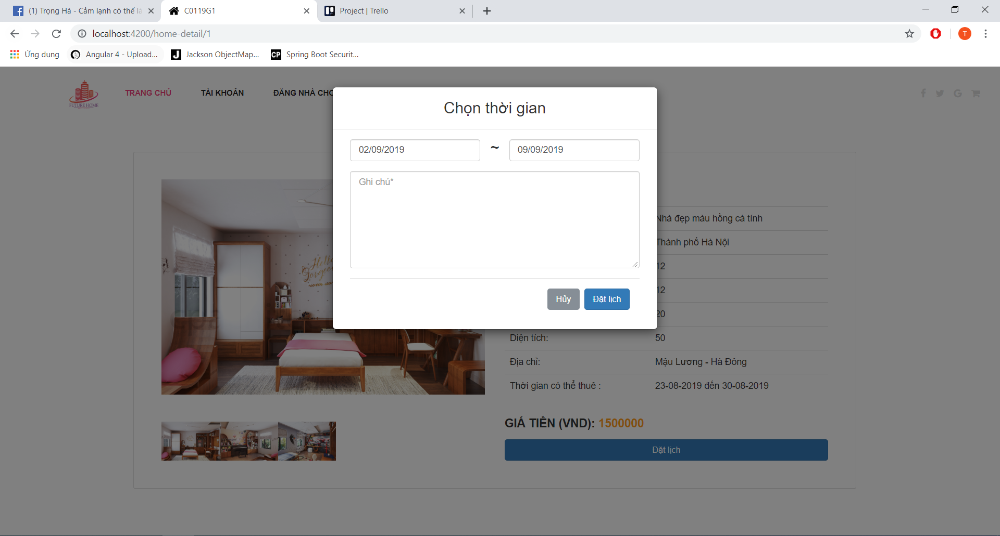 (1) Trọng Hà - Cảm lạnh có thể là
C0119G1
Project | Trello
localhost:4200/home-detail/1
T
Ứng dụng
Angular 4 - Upload...
Jackson ObjectMap...
CP
Spring Boot Securit...
FUTURE HOME
TRANG CHỦ
TÀI KHOẢN
ĐĂNG NHÀ CHO
Chọn thời gian
02/09/2019
~
09/09/2019
Ghi chú*
Hủy
Đặt lịch
Hello
Gorgeou
Nhà đẹp màu hồng cá tính
Thành phố Hà Nội
12
12
20
Diện tích:
50
Địa chỉ:
Mậu Lương - Hà Đông
Thời gian có thể thuê :
23-08-2019 đến 30-08-2019
GIÁ TIỀN (VND): 1500000
Đặt lịch